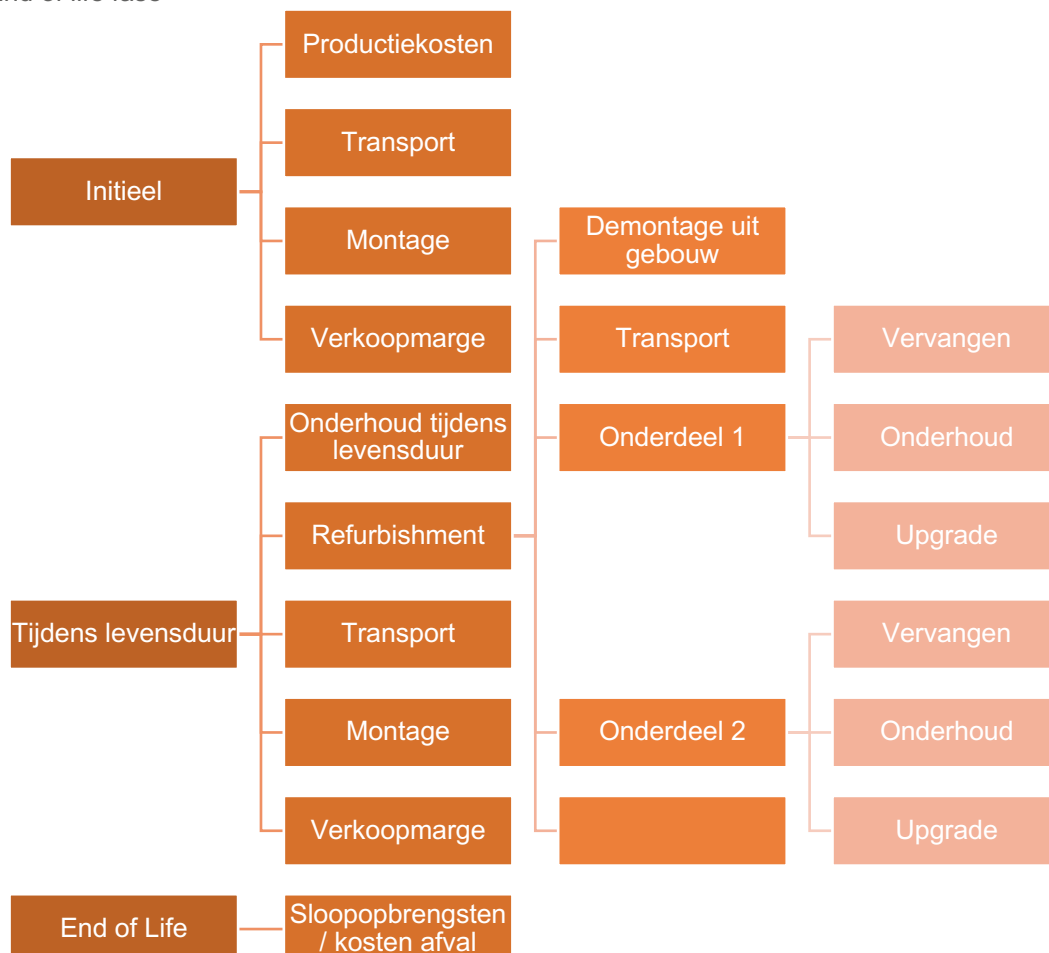 Productiekosten
Transport
Initieel
Montage
Demontage uit
gebouw
Verkoopmarge
Transport
Vervangen
Onderhoud tijdens
levensduur
Onderdeel 1
Onderhoud
Refurbishment
Upgrade
Tijdens levensduur
Transport
Vervangen
Montage
Onderdeel 2
Onderhoud
Verkoopmarge
Upgrade
End of Life
Sloopopbrengsten
/ kosten afval